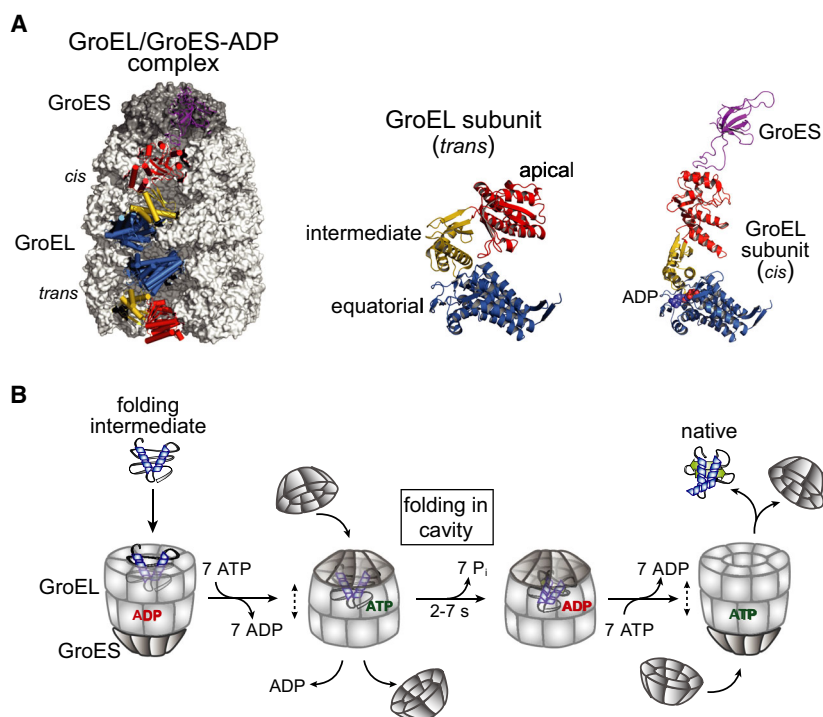 A
GroEL/GroES-ADP
complex
GroES
cis
GroEL
trans
GroEL subunit
(trans)
apical
intermediate
equatorial
GroES
GroEL
subunit
(cis)
ADP
B
folding
intermediate
GroEL
ADP
GroES
7 ATP
7 ADP
ATP
ADP
folding in
cavity
7 Pi
2-7 s
ADP
7 ADP
7 ATP
native
ATP